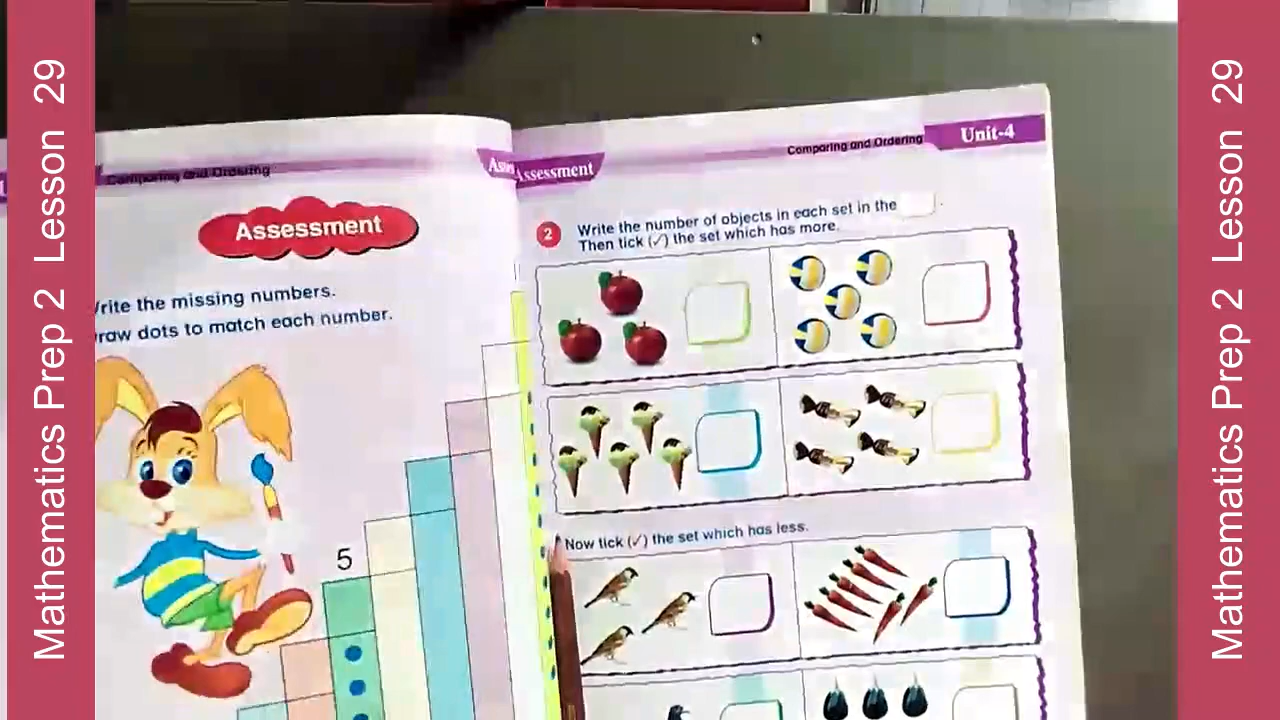 Mathematics Prep 2 Lesson 29
Comparing and Ordering
Assessment
Write the missing numbers.
Draw dots to match each number.
5
Assessment
Comparing and Ordering
Unit-4
2
Write the number of objects in each set in the
Then tick (✓) the set which has more.
Now tick (✓) the set which has less.
Mathematics Prep 2 Lesson 29